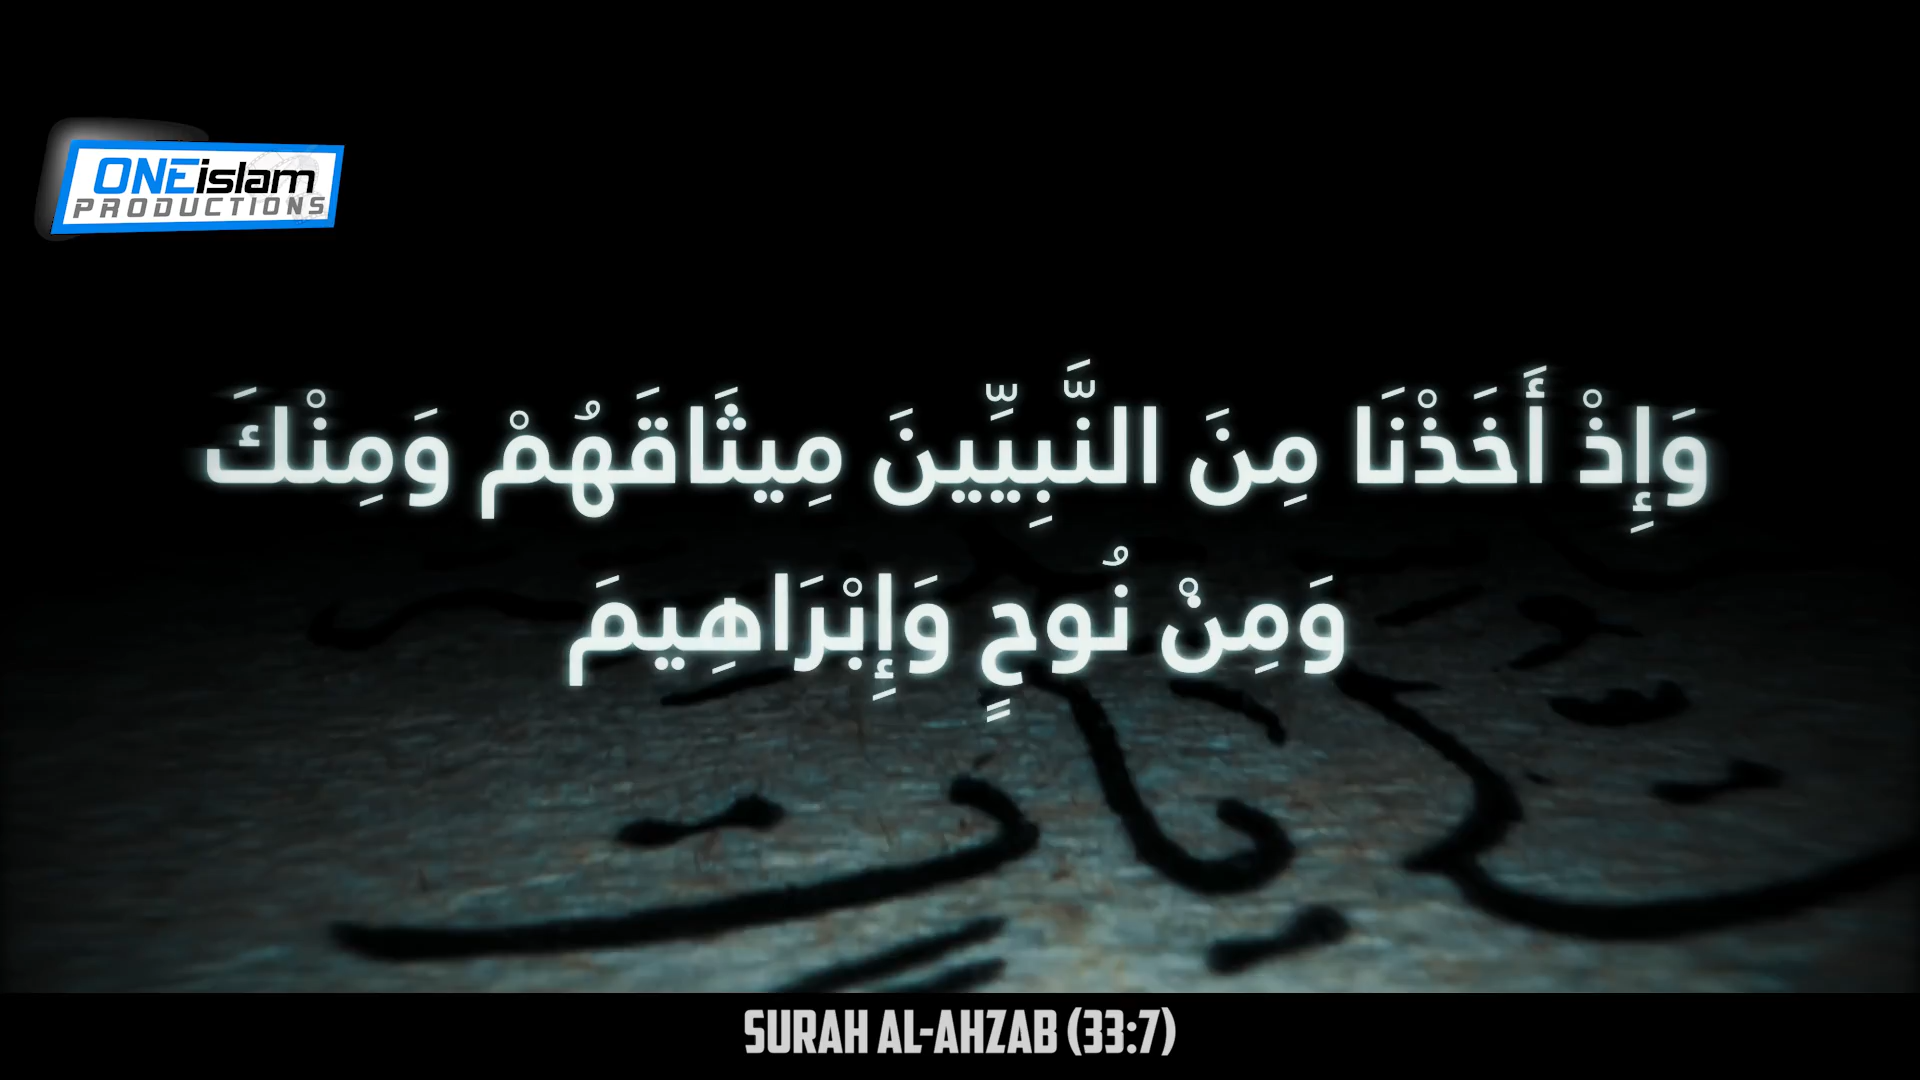 ONEislam
PRODUCTIONS
وَإِذْ أَخَذْنَا مِنَ النَّبِيِّينَ مِيثَاقَهُمْ وَمِنْكَ
وَمِنْ نُوحٍ وَإِبْرَاهِيمَ
SURAH AL-AHZAB (33:7)